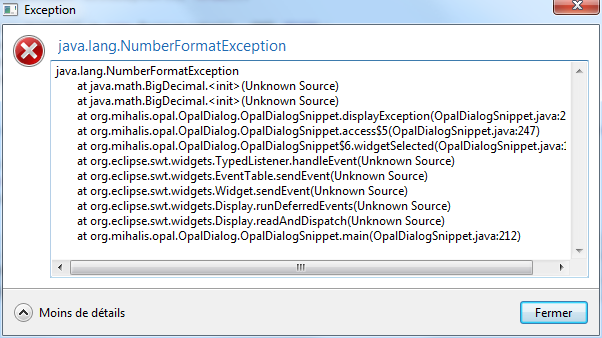 Exception
java.lang.NumberFormatException
java.lang.NumberFormatException
at java.math.BigDecimal.<init>(Unknown Source)
at java.math.BigDecimal.<init>(Unknown Source)
at org.mihalis.opal.OpalDialog.OpalDialogSnippet.displayException(OpalDialogSnippet.java:2
at org.mihalis.opal.OpalDialog.OpalDialogSnippet.access$5(OpalDialogSnippet.java:247)
at org.mihalis.opal.OpalDialog.OpalDialogSnippet$6.widgetSelected(OpalDialogSnippet.java:
at org.eclipse.swt.widgets.TypedListener.handleEvent(Unknown Source)
at org.eclipse.swt.widgets.EventTable.sendEvent(Unknown Source)
at org.eclipse.swt.widgets.Widget.sendEvent(Unknown Source)
at org.eclipse.swt.widgets.Display.runDeferredEvents(Unknown Source)
at org.eclipse.swt.widgets.Display.readAndDispatch(Unknown Source)
at org.mihalis.opal.OpalDialog.OpalDialogSnippet.main(OpalDialogSnippet.java:212)
Moins de détails
Fermer